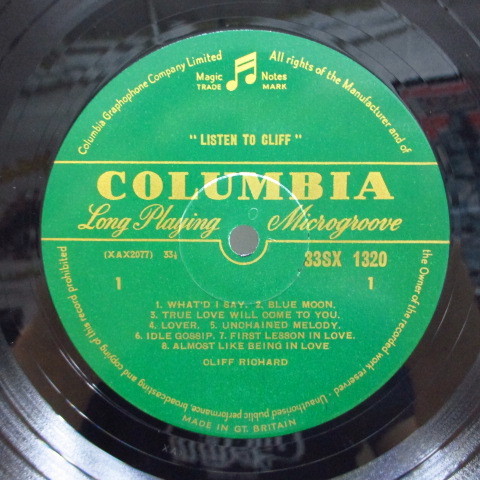 Columbia Graphophone Company Limited
All rights of the Manufacturer and of
Magic Notes
TRADE MARK
"LISTEN TO CLIFF"
COLUMBIA
Long Playing Microgroove
(XAX2077) 33⅓
33SX 1320
1 1
1. WHAT'D I SAY. 2. BLUE MOON.
3. TRUE LOVE WILL COME TO YOU.
4. LOVER. 5. UNCHAINED MELODY.
6. IDLE GOSSIP. 7. FIRST LESSON IN LOVE.
8. ALMOST LIKE BEING IN LOVE
CLIFF RICHARD
the Owner of the recorded work reserved - Unauthorised public performance, broadcasting and copying of this record prohibited
MADE IN GT. BRITAIN